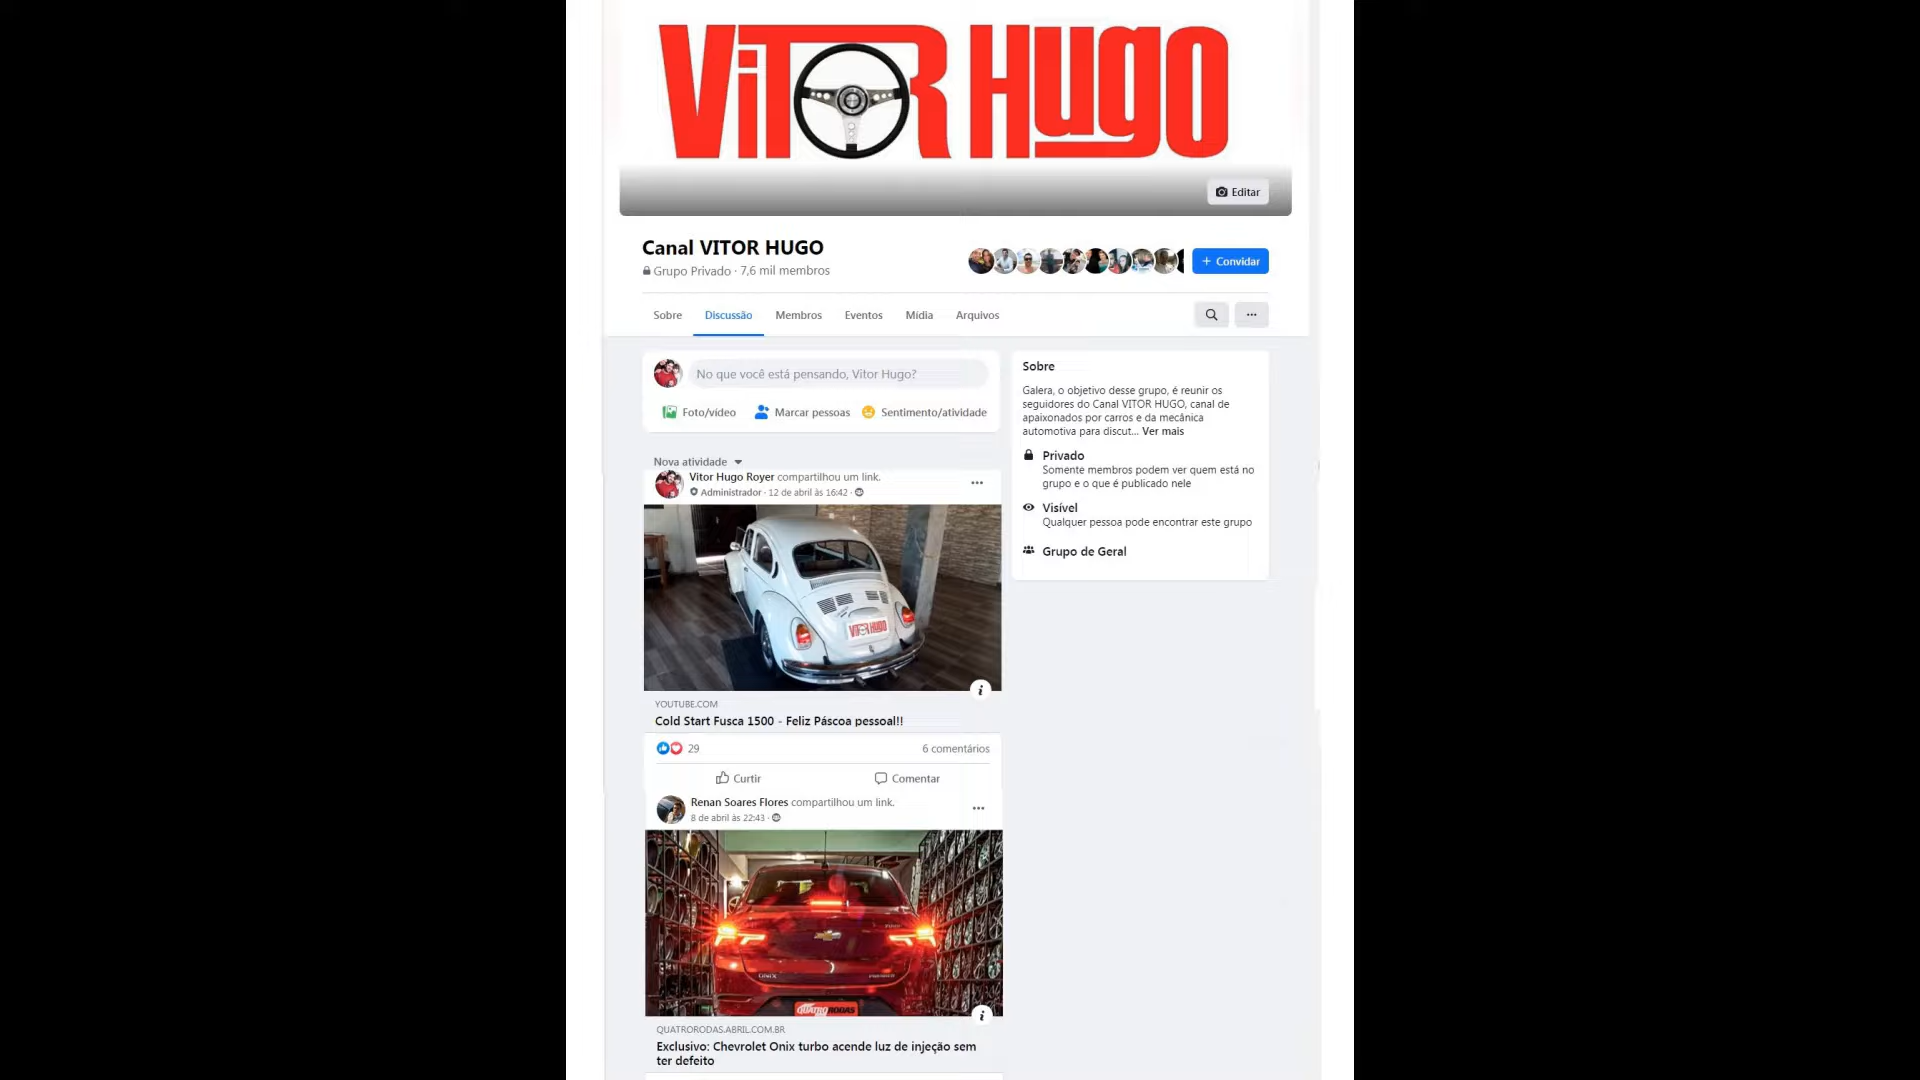 VITOR Hugo
Editar
Canal VITOR HUGO
Grupo Privado · 7,6 mil membros
+ Convidar
Sobre
Discussão
Membros
Eventos
Mídia
Arquivos
No que você está pensando, Vitor Hugo?
Foto/vídeo
Marcar pessoas
Sentimento/atividade
Nova atividade
Vitor Hugo Royer compartilhou um link.
Administrador · 12 de abril às 16:42 ·
VITOR HUGO
YOUTUBE.COM
Cold Start Fusca 1500 - Feliz Páscoa pessoal!!
29
6 comentários
Curtir
Comentar
Renan Soares Flores compartilhou um link.
8 de abril às 22:43 ·
ONIX
QUATRO RODAS
QUATRORODAS.ABRIL.COM.BR
Exclusivo: Chevrolet Onix turbo acende luz de injeção sem
ter defeito
Sobre
Galera, o objetivo desse grupo, é reunir os
seguidores do Canal VITOR HUGO, canal de
apaixonados por carros e da mecânica
automotiva para discut... Ver mais
Privado
Somente membros podem ver quem está no
grupo e o que é publicado nele
Visível
Qualquer pessoa pode encontrar este grupo
Grupo de Geral